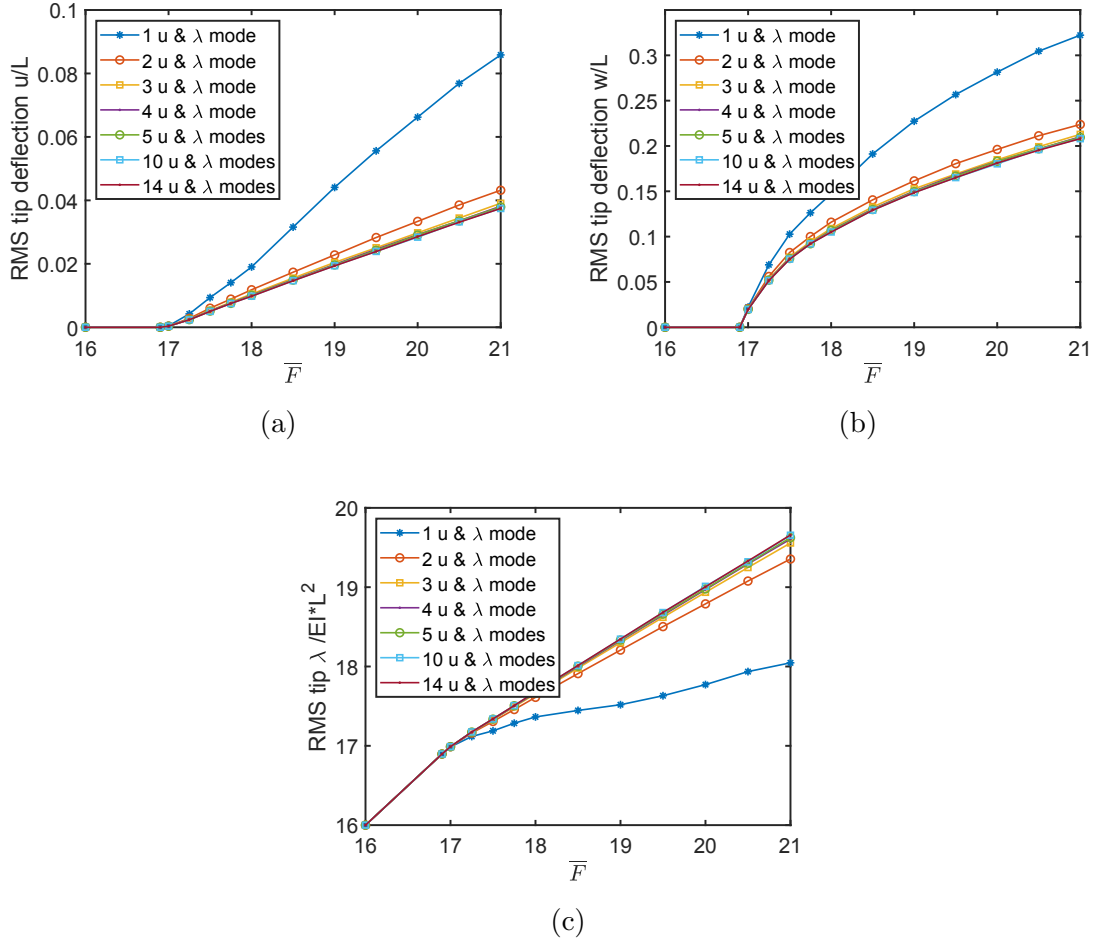 0.1
0.08
0.06
0.04
0.02
0
RMS tip deflection u/L
1 u & λ mode
2 u & λ mode
3 u & λ mode
4 u & λ mode
5 u & λ modes
10 u & λ modes
14 u & λ modes
16 17 18 19 20 21
F̅
(a)
0.3
0.25
0.2
0.15
0.1
0.05
0
RMS tip deflection w/L
1 u & λ mode
2 u & λ mode
3 u & λ mode
4 u & λ mode
5 u & λ modes
10 u & λ modes
14 u & λ modes
16 17 18 19 20 21
F̅
(b)
20
19
18
17
16
RMS tip λ /EI*L²
1 u & λ mode
2 u & λ mode
3 u & λ mode
4 u & λ mode
5 u & λ modes
10 u & λ modes
14 u & λ modes
16 17 18 19 20 21
F̅
(c)